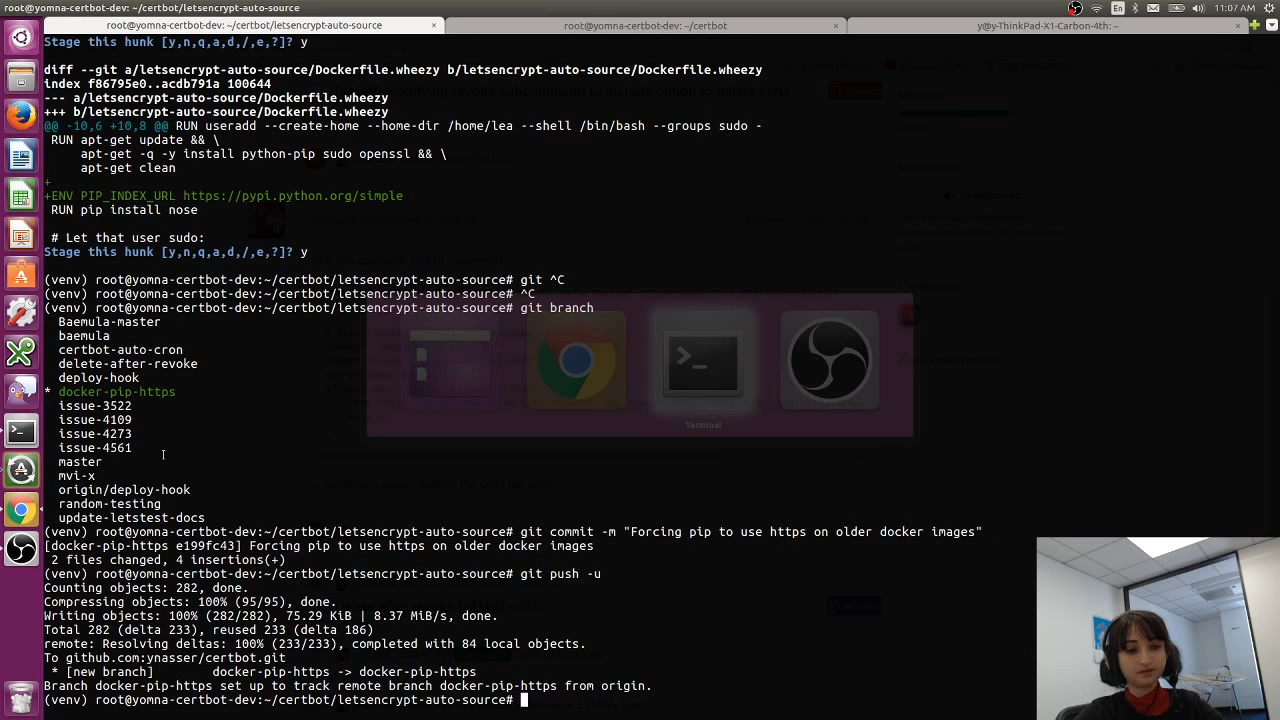 yomna-certbot-dev: ~/certbot/letsencrypt-auto-source
En
11:07 AM
root@yomna-certbot-dev: ~/certbot/letsencrypt-auto-source
root@yomna-certbot-dev: ~/certbot
y@y-ThinkPad-X1-Carbon-4th: ~
Stage this hunk [y,n,q,a,d,/,e,?]? y
diff --git a/letsencrypt-auto-source/Dockerfile.wheezy b/letsencrypt-auto-source/Dockerfile.wheezy
index f86795e0..acdb791a 100644
--- a/letsencrypt-auto-source/Dockerfile.wheezy
+++ b/letsencrypt-auto-source/Dockerfile.wheezy
@@ -10,6 +10,8 @@ RUN useradd --create-home --home-dir /home/lea --shell /bin/bash --groups sudo -
RUN apt-get update && \
apt-get -q -y install python-pip sudo openssl && \
apt-get clean
+
+ENV PIP_INDEX_URL https://pypi.python.org/simple
RUN pip install nose
# Let that user sudo:
Stage this hunk [y,n,q,a,d,/,e,?]? y
(venv) root@yomna-certbot-dev:~/certbot/letsencrypt-auto-source# git ^C
(venv) root@yomna-certbot-dev:~/certbot/letsencrypt-auto-source# ^C
(venv) root@yomna-certbot-dev:~/certbot/letsencrypt-auto-source# git branch
Baemula-master
baemula
certbot-auto-cron
delete-after-revoke
deploy-hook
* docker-pip-https
issue-3522
issue-4109
issue-4273
issue-4561
master
mvi-x
origin/deploy-hook
random-testing
update-letstest-docs
Terminal
(venv) root@yomna-certbot-dev:~/certbot/letsencrypt-auto-source# git commit -m "Forcing pip to use https on older docker images"
[docker-pip-https e199fc43] Forcing pip to use https on older docker images
2 files changed, 4 insertions(+)
(venv) root@yomna-certbot-dev:~/certbot/letsencrypt-auto-source# git push -u
Counting objects: 282, done.
Compressing objects: 100% (95/95), done.
Writing objects: 100% (282/282), 75.29 KiB | 8.37 MiB/s, done.
Total 282 (delta 233), reused 233 (delta 186)
remote: Resolving deltas: 100% (233/233), completed with 84 local objects.
To github.com:ynasser/certbot.git
* [new branch] docker-pip-https -> docker-pip-https
Branch docker-pip-https set up to track remote branch docker-pip-https from origin.
(venv) root@yomna-certbot-dev:~/certbot/letsencrypt-auto-source#